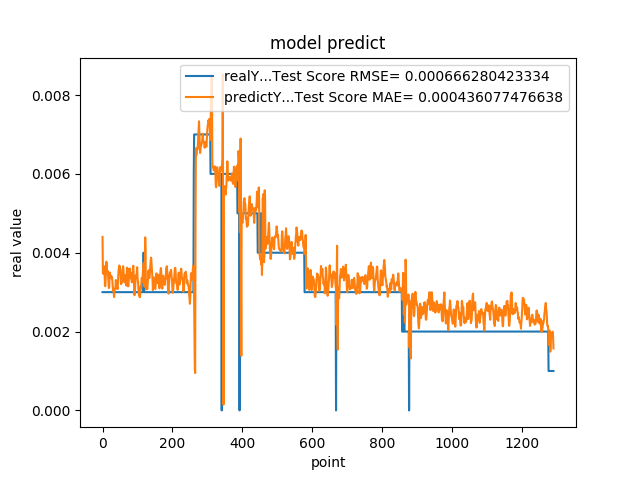 model predict
realY...Test Score RMSE= 0.000666280423334
predictY...Test Score MAE= 0.000436077476638
0.008
0.006
0.004
0.002
0.000
real value
0 200 400 600 800 1000 1200
point